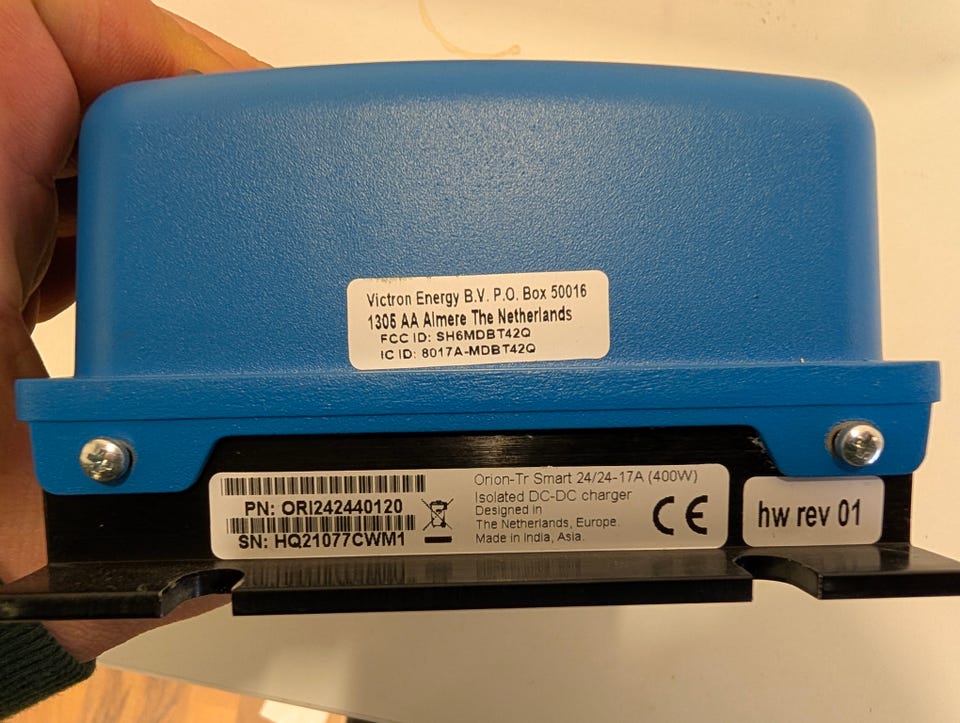 Victron Energy B.V. P.O. Box 50016
1305 AA Almere The Netherlands
FCC ID: SH6MDBT42Q
IC ID: 8017A-MDBT42Q
PN: ORI242440120
SN: HQ21077CWM1
Orion-Tr Smart 24/24-17A (400W)
Isolated DC-DC charger
Designed in
The Netherlands, Europe.
Made in India, Asia.
CE
hw rev 01